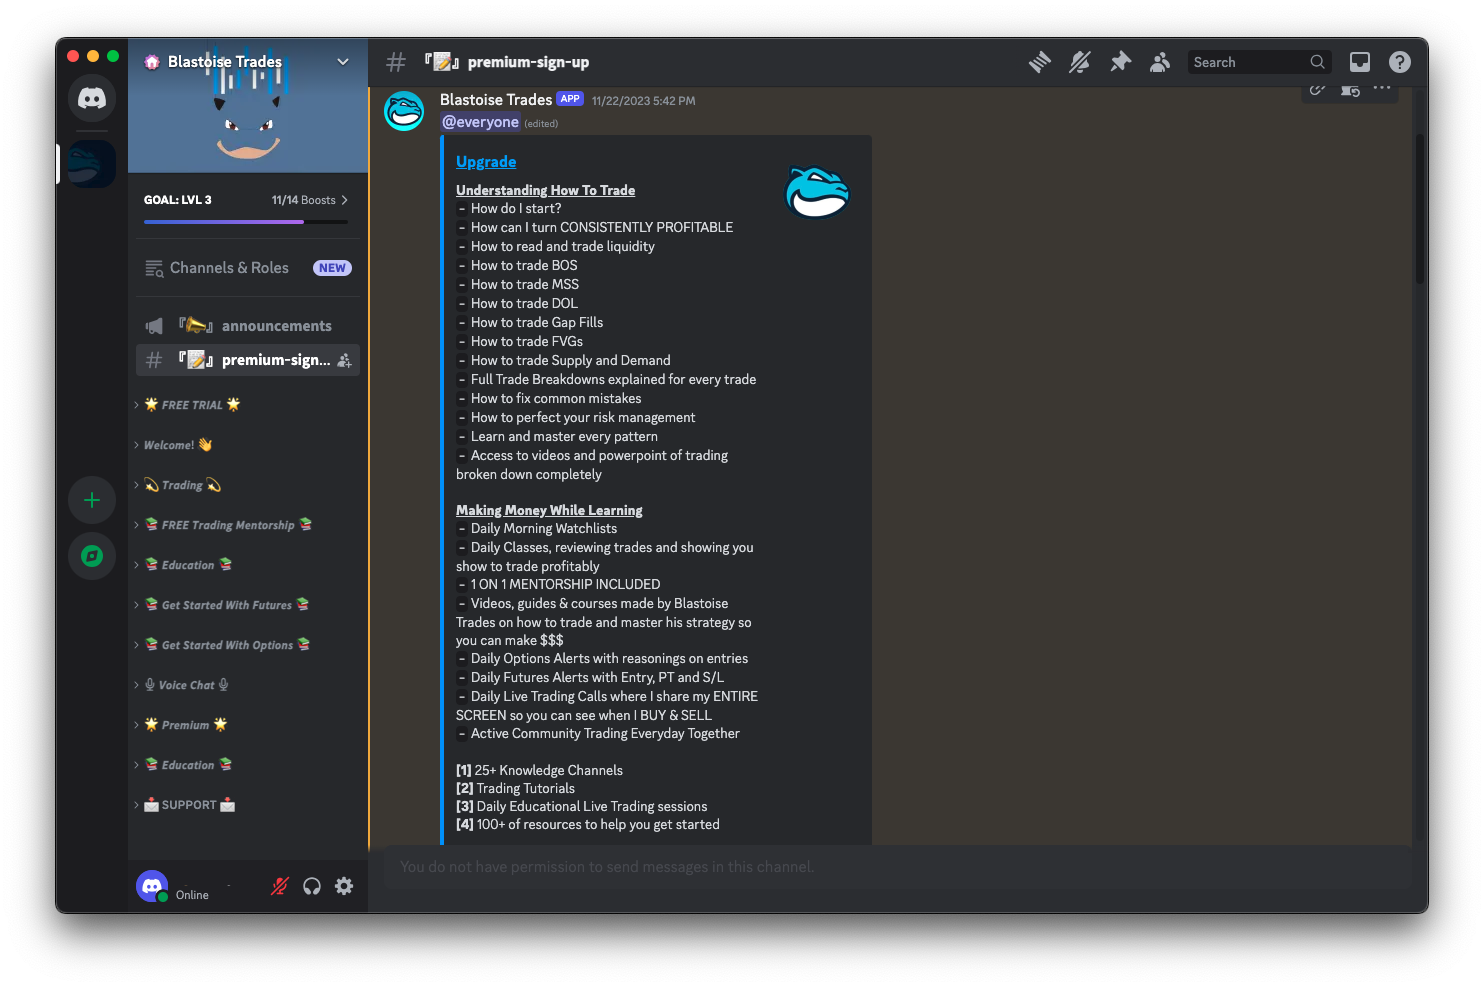 Blastoise Trades
GOAL: LVL 3
11/14 Boosts
Channels & Roles
NEW
『』 announcements
『』 premium-sign...
FREE TRIAL
Welcome!
Trading
FREE Trading Mentorship
Education
Get Started With Futures
Get Started With Options
Voice Chat
Premium
Education
SUPPORT
Online
# 『』 premium-sign-up
Search
Blastoise Trades APP 11/22/2023 5:42 PM
@everyone (edited)
Upgrade
Understanding How To Trade
- How do I start?
- How can I turn CONSISTENTLY PROFITABLE
- How to read and trade liquidity
- How to trade BOS
- How to trade MSS
- How to trade DOL
- How to trade Gap Fills
- How to trade FVGs
- How to trade Supply and Demand
- Full Trade Breakdowns explained for every trade
- How to fix common mistakes
- How to perfect your risk management
- Learn and master every pattern
- Access to videos and powerpoint of trading
broken down completely
Making Money While Learning
- Daily Morning Watchlists
- Daily Classes, reviewing trades and showing you
show to trade profitably
- 1 ON 1 MENTORSHIP INCLUDED
- Videos, guides & courses made by Blastoise
Trades on how to trade and master his strategy so
you can make $$$
- Daily Options Alerts with reasonings on entries
- Daily Futures Alerts with Entry, PT and S/L
- Daily Live Trading Calls where I share my ENTIRE
SCREEN so you can see when I BUY & SELL
- Active Community Trading Everyday Together
[1] 25+ Knowledge Channels
[2] Trading Tutorials
[3] Daily Educational Live Trading sessions
[4] 100+ of resources to help you get started
You do not have permission to send messages in this channel.